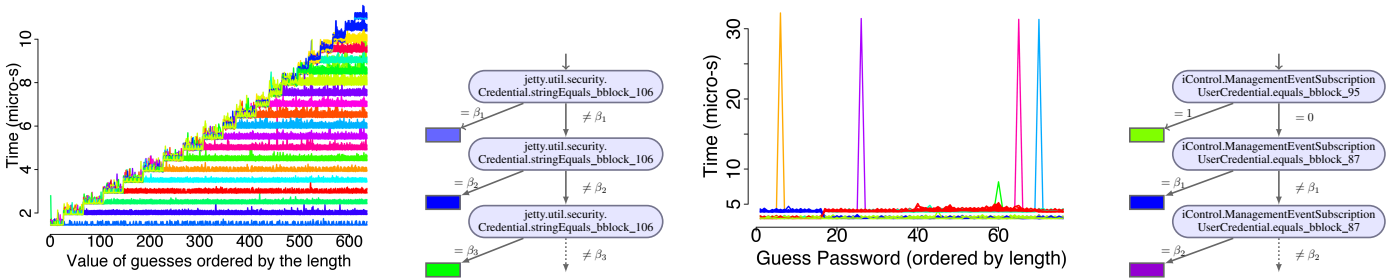 Time (micro-s)
2
4
6
8
10
0
100
200
300
400
500
600
Value of guesses ordered by the length
jetty.util.security.
Credential.stringEquals_bblock_106
= β1
≠ β1
jetty.util.security.
Credential.stringEquals_bblock_106
= β2
≠ β2
jetty.util.security.
Credential.stringEquals_bblock_106
= β3
≠ β3
Time (micro-s)
5
10
20
30
0
20
40
60
Guess Password (ordered by length)
iControl.ManagementEventSubscription
UserCredential.equals_bblock_95
= 1
= 0
iControl.ManagementEventSubscription
UserCredential.equals_bblock_87
= β1
≠ β1
iControl.ManagementEventSubscription
UserCredential.equals_bblock_87
= β2
≠ β2